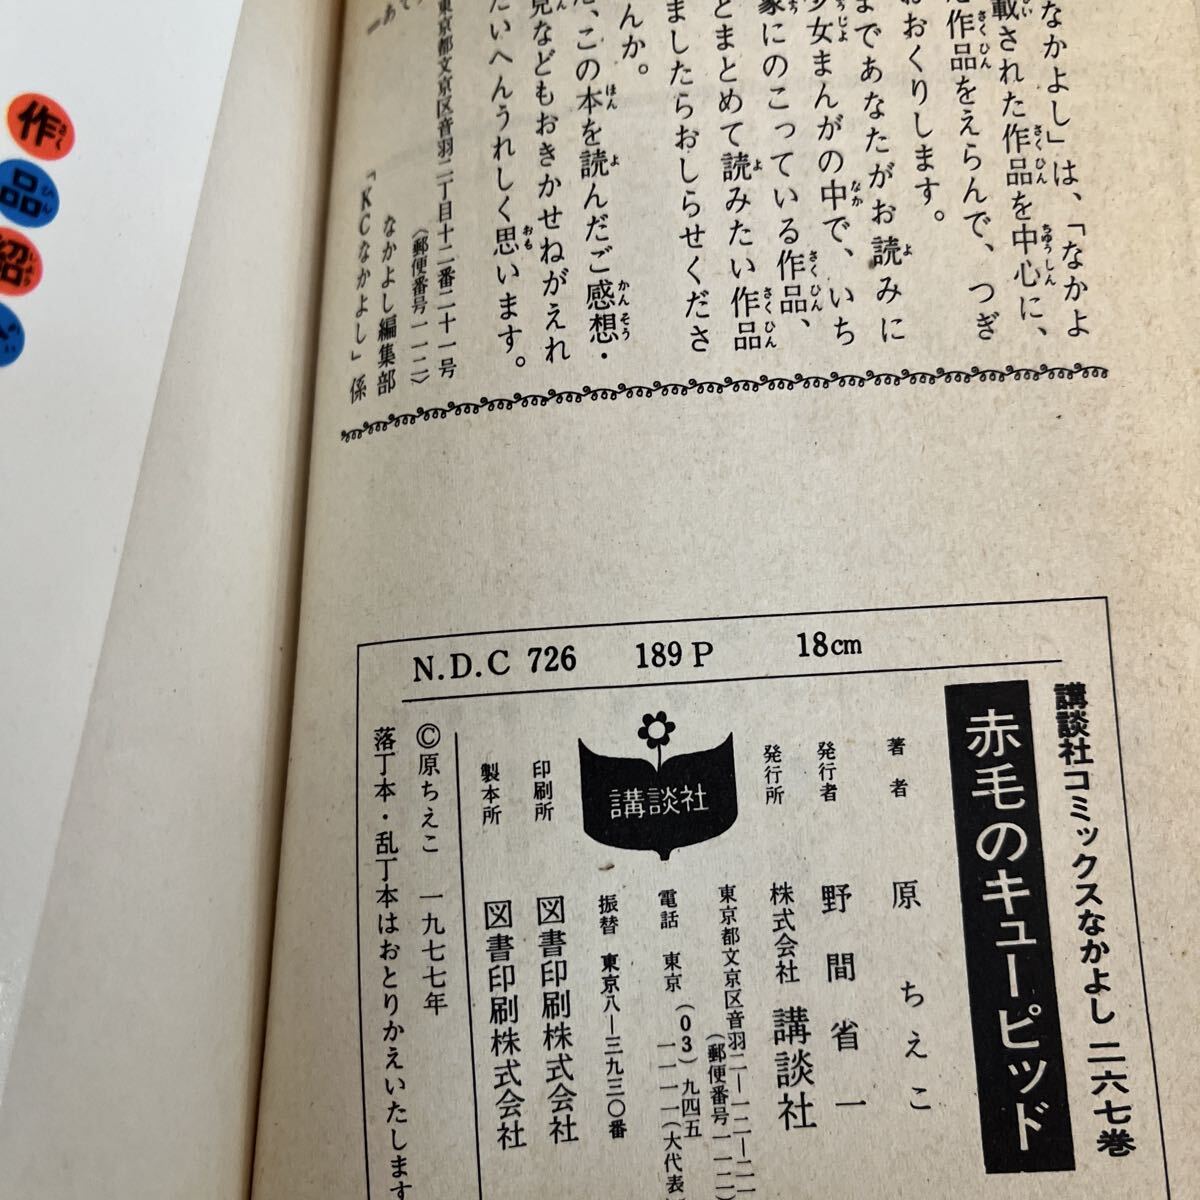 なかよし」は、「なかよ
載された作品を中心に、
た作品をえらんで、つぎ
おおくりします。
まであなたがお読みに
少女まんがの中で、いち
家にのこっている作品、
とまとめて読みたい作品
ましたらおしらせくださ
んか。
、この本を読んだご感想・
見などもおきかせねがえれ
たいへんうれしく思います。
東京都文京区音羽二丁目十二番二十一号
(郵便番号一一二)
なかよし編集部
「KCなかよし」係
作
品
紹
N.D.C 726 189P 18cm
講談社コミックスなかよし 二六七巻
赤毛のキューピッド
著者 原ちえこ
発行者 野間省一
発行所 株式会社 講談社
東京都文京区音羽二―一二―二一
(郵便番号一一二)
電話 東京(03)九四五
一一一一(大代表
振替 東京八―三九三〇番
講談社
印刷所 図書印刷株式会社
製本所 図書印刷株式会社
©原ちえこ 一九七七年
落丁本・乱丁本はおとりかえいたします